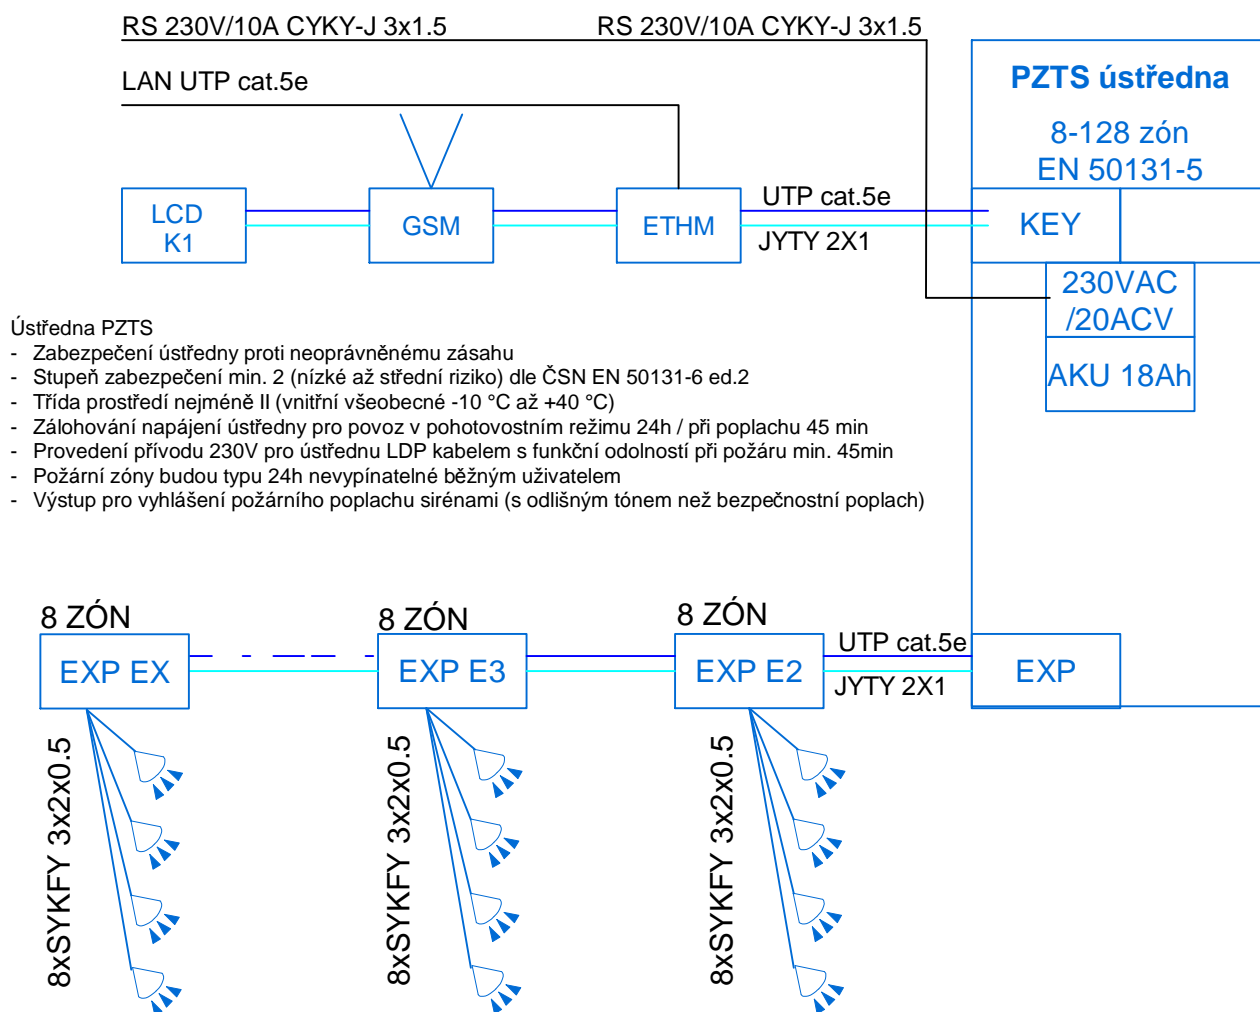 RS 230V/10A CYKY-J 3x1.5
RS 230V/10A CYKY-J 3x1.5
LAN UTP cat.5e
PZTS ústředna
8-128 zón
EN 50131-5
LCD
K1
GSM
ETHM
UTP cat.5e
JYTY 2X1
KEY
230VAC
/20ACV
AKU 18Ah
Ústředna PZTS
- Zabezpečení ústředny proti neoprávněnému zásahu
- Stupeň zabezpečení min. 2 (nízké až střední riziko) dle ČSN EN 50131-6 ed.2
- Třída prostředí nejméně II (vnitřní všeobecné -10 °C až +40 °C)
- Zálohování napájení ústředny pro povoz v pohotovostním režimu 24h / při poplachu 45 min
- Provedení přívodu 230V pro ústřednu LDP kabelem s funkční odolností při požáru min. 45min
- Požární zóny budou typu 24h nevypínatelné běžným uživatelem
- Výstup pro vyhlášení požárního poplachu sirénami (s odlišným tónem než bezpečnostní poplach)
8 ZÓN
8 ZÓN
8 ZÓN
EXP EX
EXP E3
EXP E2
UTP cat.5e
JYTY 2X1
EXP
8xSYKFY 3x2x0.5
8xSYKFY 3x2x0.5
8xSYKFY 3x2x0.5